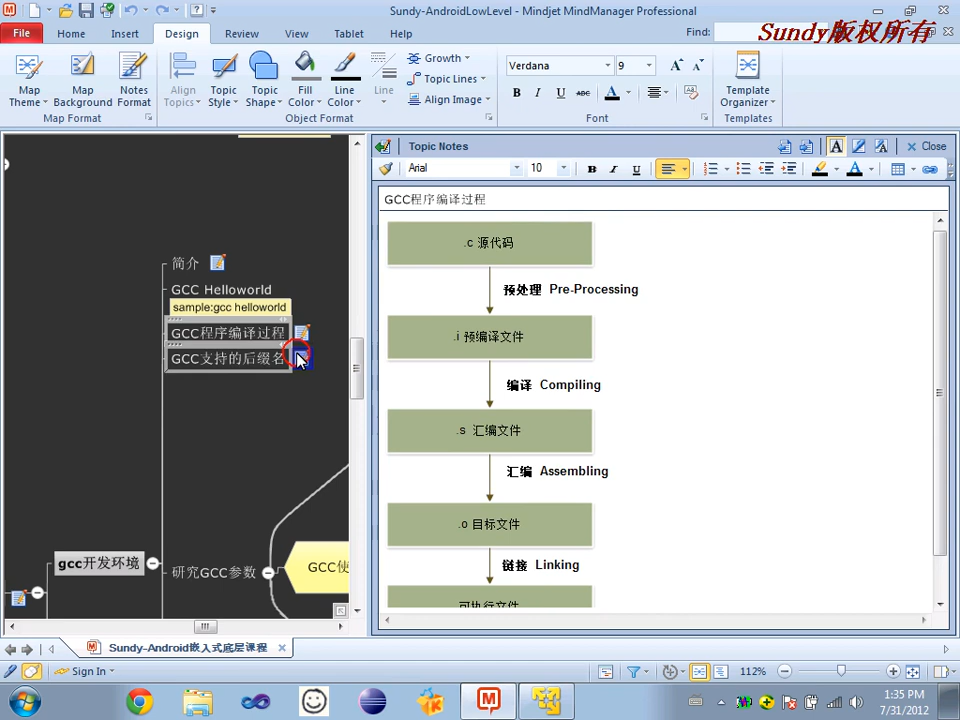 Sundy-AndroidLowLevel - Mindjet MindManager Professional
File
Home
Insert
Design
Review
View
Tablet
Help
Find:
Sundy版权所有
Map Theme
Map Background
Notes Format
Align Topics
Topic Style
Topic Shape
Fill Color
Line Color
Line
Growth
Topic Lines
Align Image
Verdana
9
B I U ABC A
Template Organizer
Map Format
Object Format
Font
Templates
Topic Notes
Close
Arial
10
B I U
GCC程序编译过程
.c 源代码
预处理 Pre-Processing
.i 预编译文件
编译 Compiling
.s 汇编文件
汇编 Assembling
.o 目标文件
链接 Linking
可执行文件
简介
GCC Helloworld
sample:gcc helloworld
GCC程序编译过程
GCC支持的后缀名
gcc开发环境
研究GCC参数
GCC使
Sundy-Android嵌入式底层课程
Sign In
112%
1:35 PM
7/31/2012